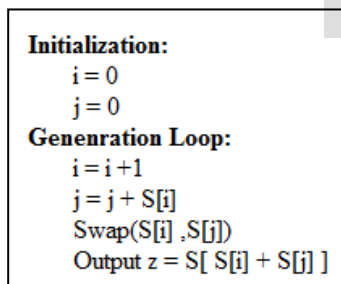 Initialization:
i = 0
j = 0
Genenration Loop:
i = i +1
j = j + S[i]
Swap(S[i] ,S[j])
Output z = S[ S[i] + S[j] ]